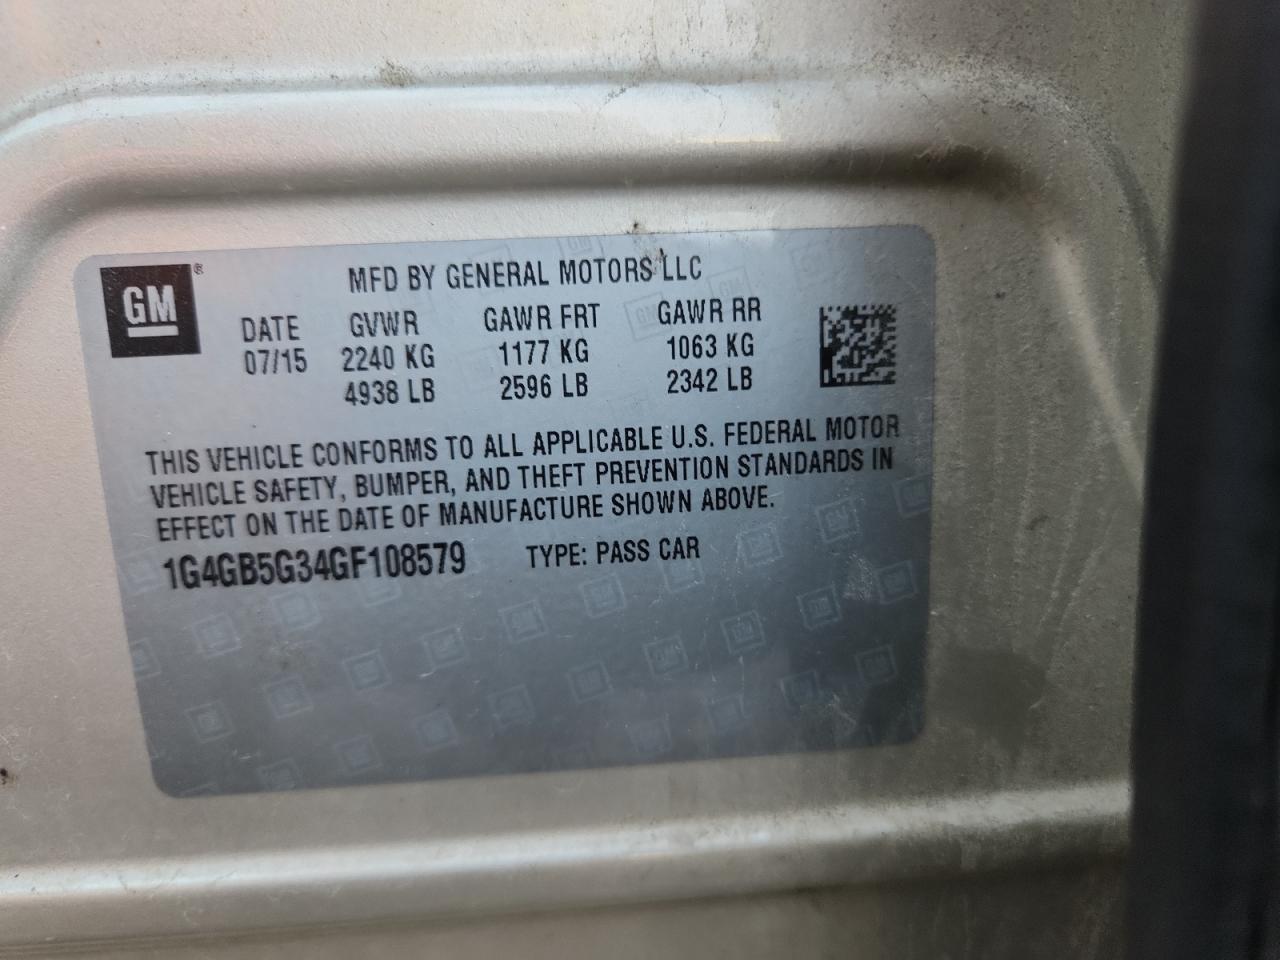 GM ®
MFD BY GENERAL MOTORS LLC
DATE GVWR GAWR FRT GAWR RR
07/15 2240 KG 1177 KG 1063 KG
4938 LB 2596 LB 2342 LB
THIS VEHICLE CONFORMS TO ALL APPLICABLE U.S. FEDERAL MOTOR
VEHICLE SAFETY, BUMPER, AND THEFT PREVENTION STANDARDS IN
EFFECT ON THE DATE OF MANUFACTURE SHOWN ABOVE.
1G4GB5G34GF108579 TYPE: PASS CAR